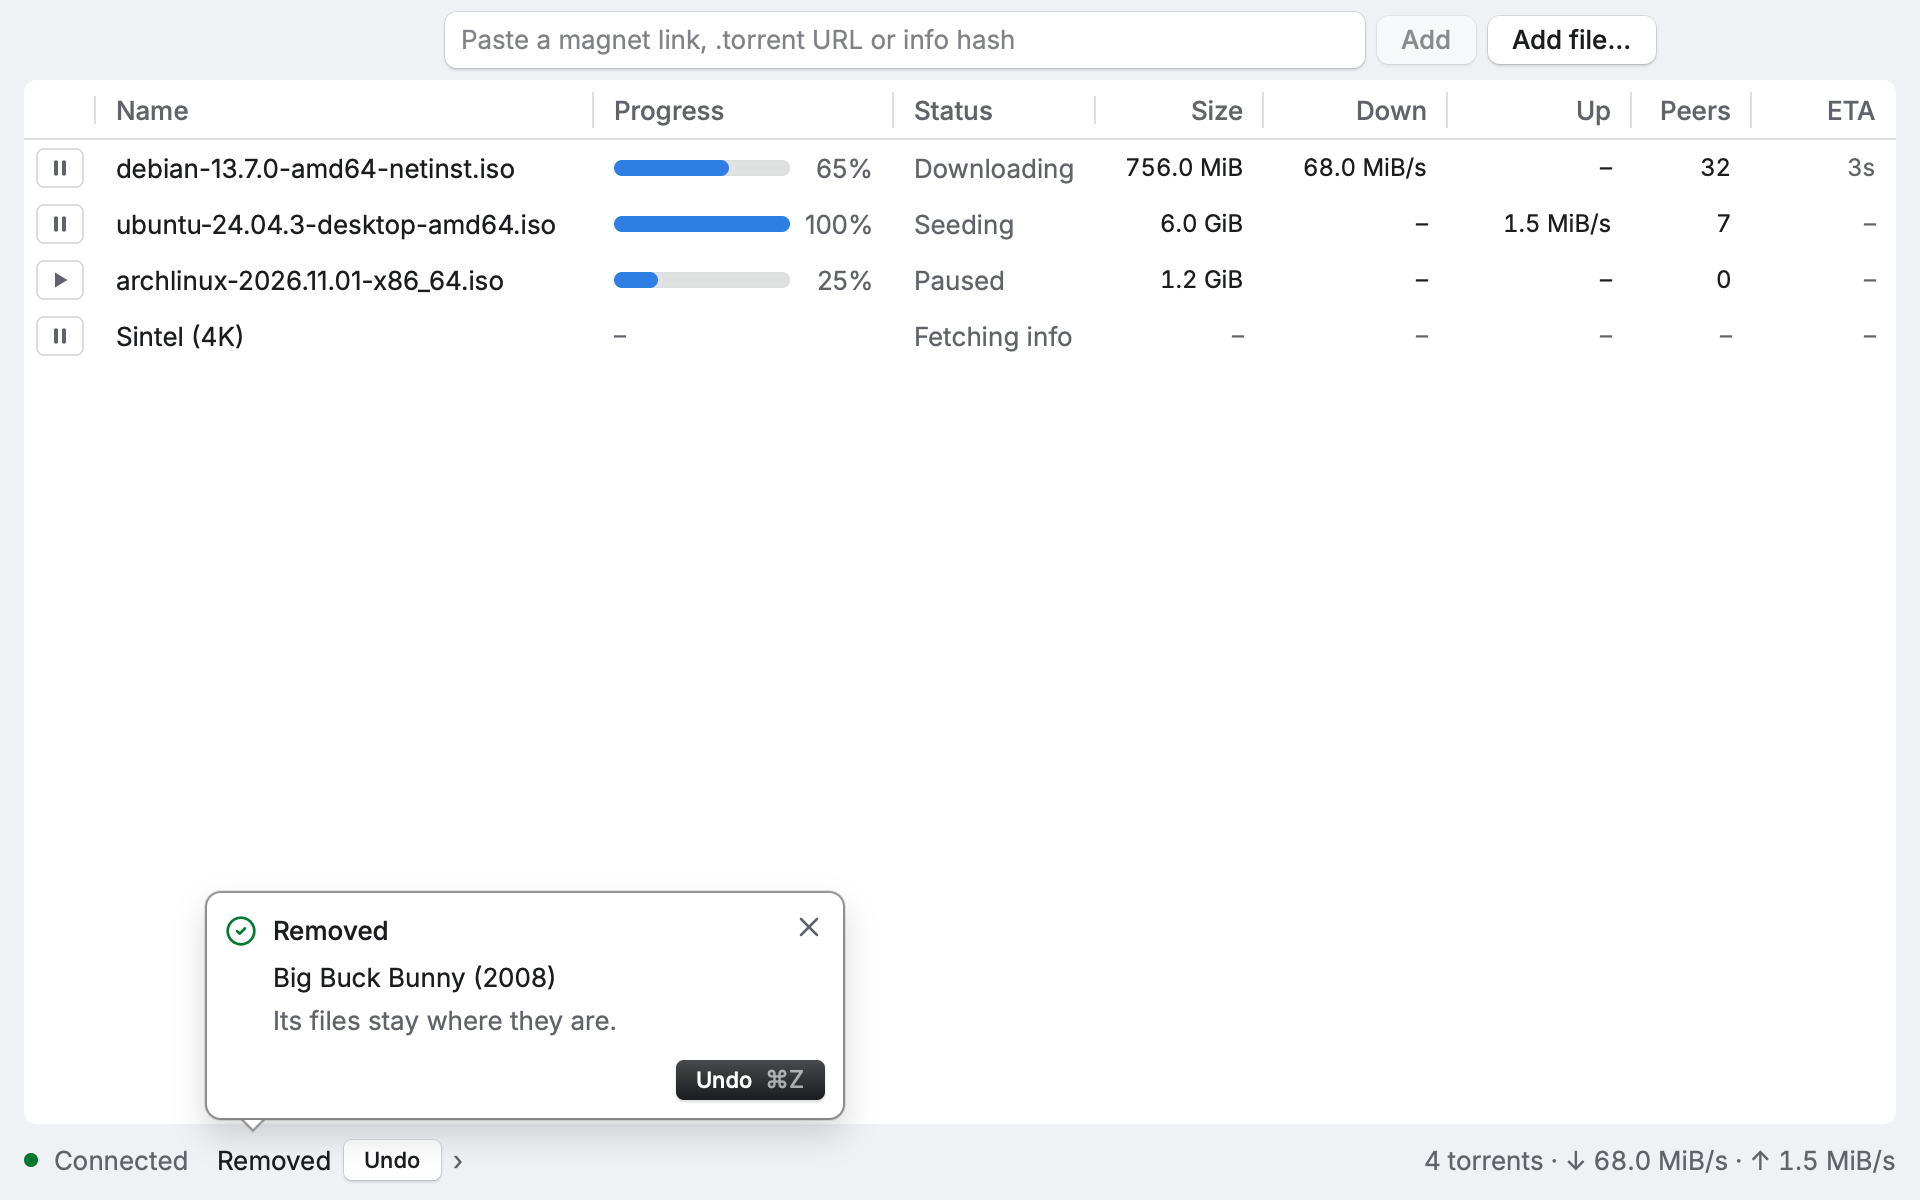 Paste a magnet link, .torrent URL or info hash Add Add file...
Name Progress Status Size Down Up Peers ETA
debian-13.7.0-amd64-netinst.iso 65% Downloading 756.0 MiB 68.0 MiB/s – 32 3s
ubuntu-24.04.3-desktop-amd64.iso 100% Seeding 6.0 GiB – 1.5 MiB/s 7 –
archlinux-2026.11.01-x86_64.iso 25% Paused 1.2 GiB – – 0 –
Sintel (4K) – Fetching info – – – – –
Removed
Big Buck Bunny (2008)
Its files stay where they are.
Undo ⌘Z
Connected Removed Undo › 4 torrents · ↓ 68.0 MiB/s · ↑ 1.5 MiB/s